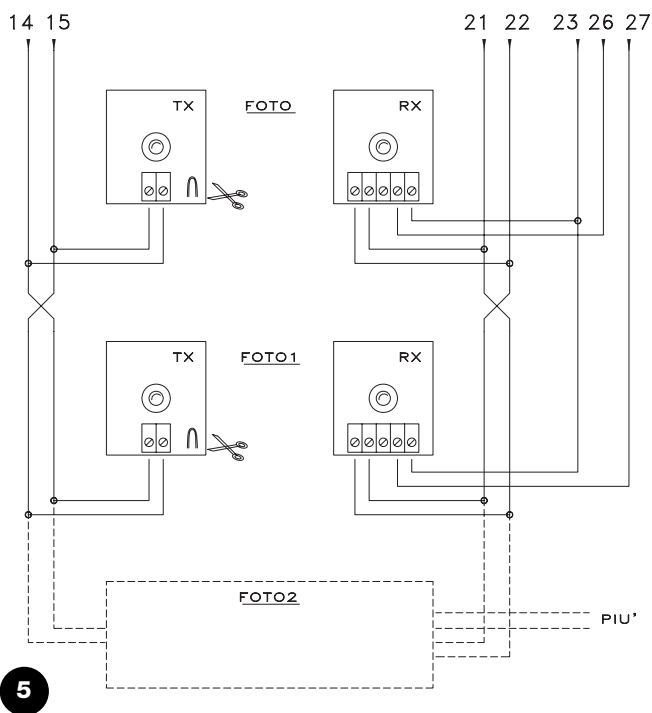 14 15 21 22 23 26 27
TX FOTO RX
TX FOTO1 RX
FOTO2
PIU'
5